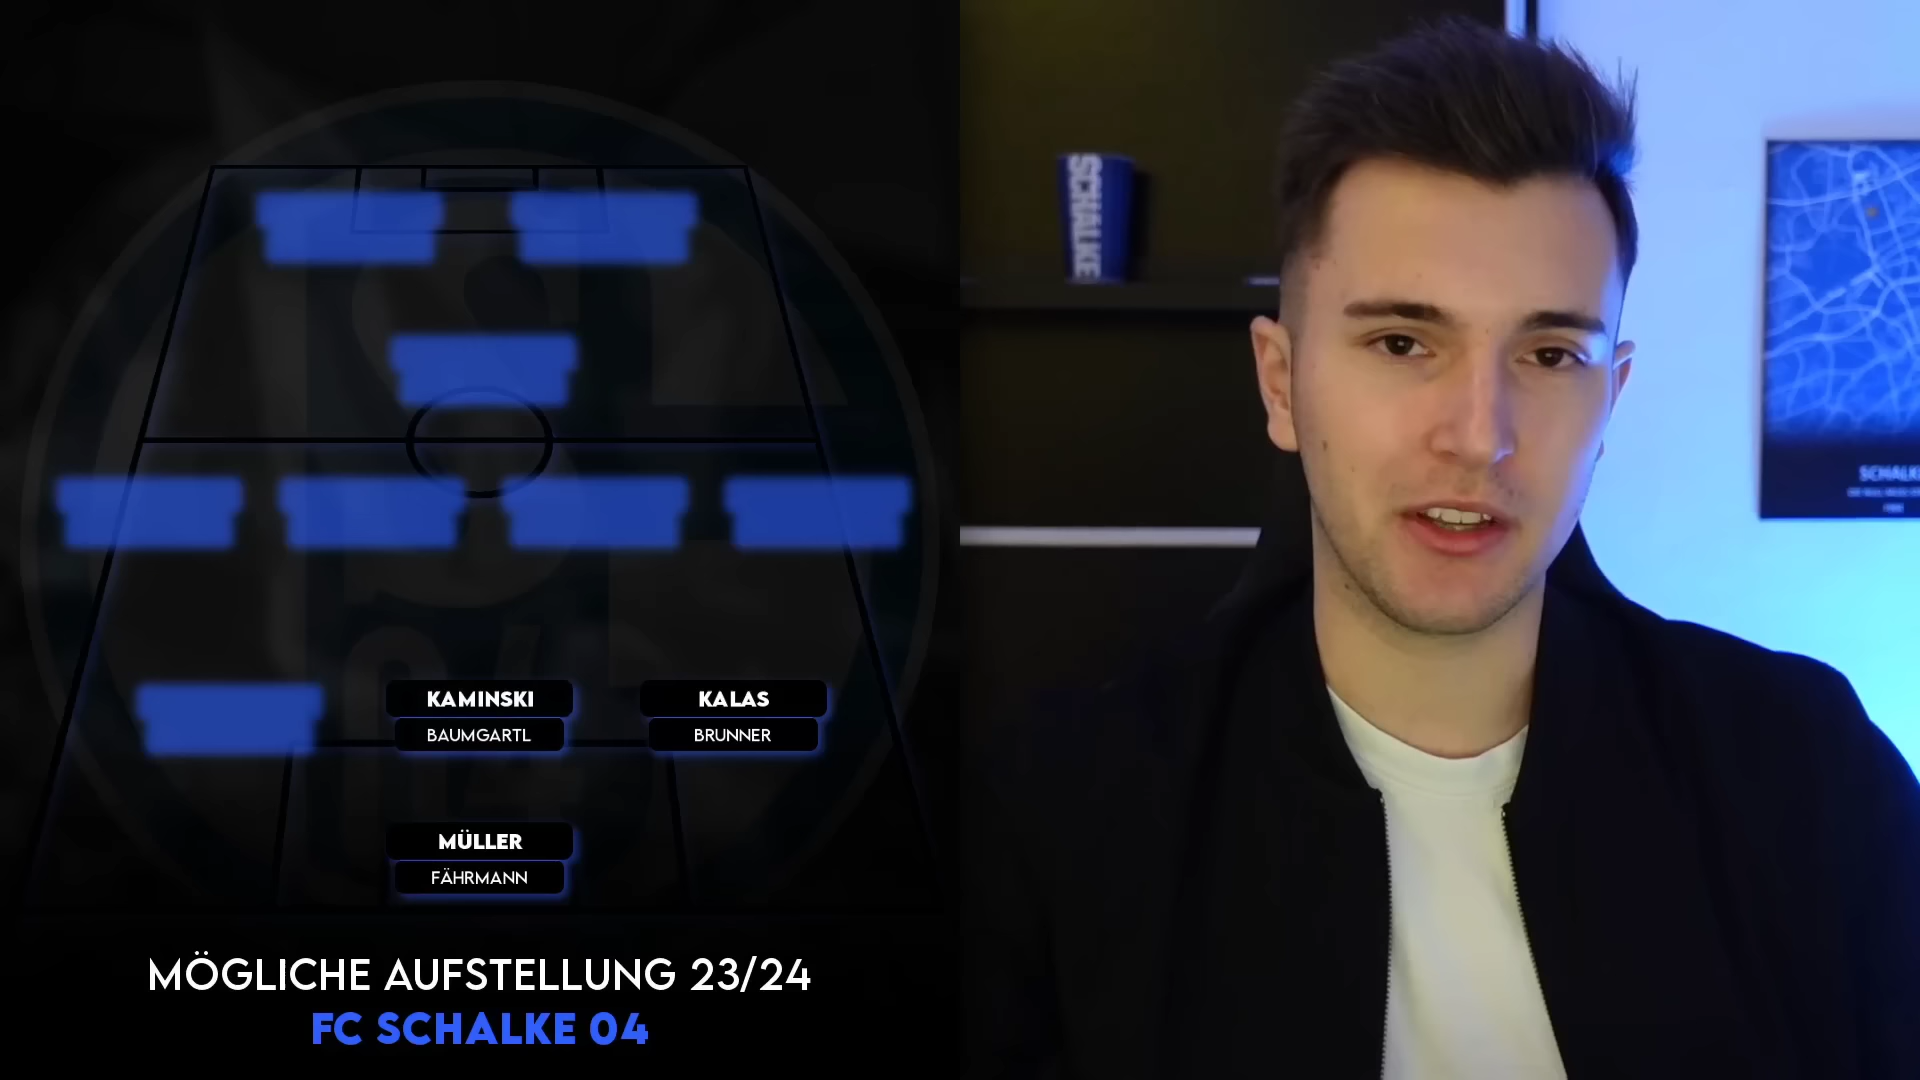 KAMINSKI
BAUMGARTL
KALAS
BRUNNER
MÜLLER
FÄHRMANN
MÖGLICHE AUFSTELLUNG 23/24
FC SCHALKE 04
SCHALKE